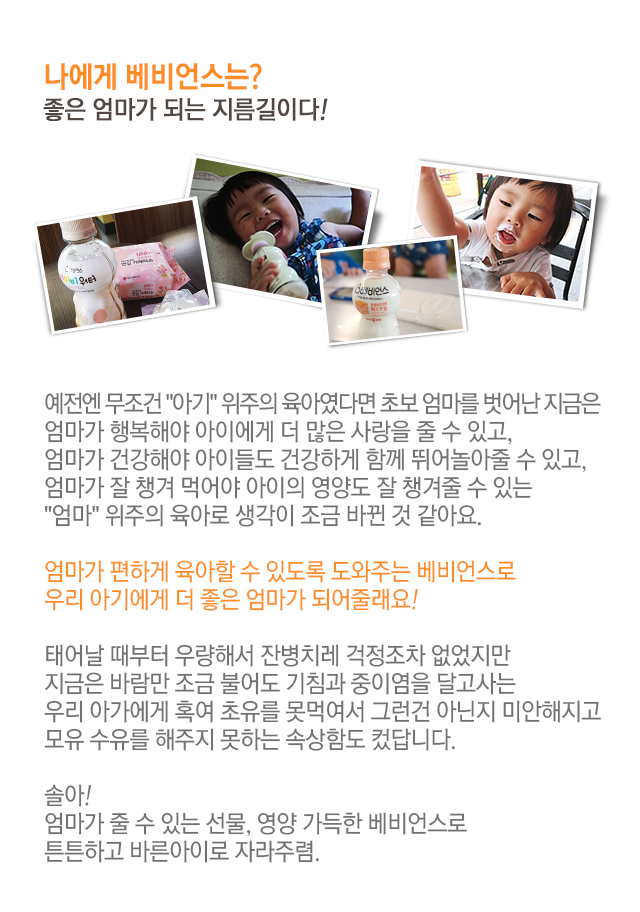 나에게 베비언스는?
좋은 엄마가 되는 지름길이다!
워터
베비언스
예전엔 무조건 "아기" 위주의 육아였다면 초보 엄마를 벗어난 지금은
엄마가 행복해야 아이에게 더 많은 사랑을 줄 수 있고,
엄마가 건강해야 아이들도 건강하게 함께 뛰어놀아줄 수 있고,
엄마가 잘 챙겨 먹어야 아이의 영양도 잘 챙겨줄 수 있는
"엄마" 위주의 육아로 생각이 조금 바뀐 것 같아요.
엄마가 편하게 육아할 수 있도록 도와주는 베비언스로
우리 아기에게 더 좋은 엄마가 되어줄래요!
태어날 때부터 우량해서 잔병치레 걱정조차 없었지만
지금은 바람만 조금 불어도 기침과 중이염을 달고사는
우리 아가에게 혹여 초유를 못먹여서 그런건 아닌지 미안해지고
모유 수유를 해주지 못하는 속상함도 컸답니다.
솔아!
엄마가 줄 수 있는 선물, 영양 가득한 베비언스로
튼튼하고 바른아이로 자라주렴.